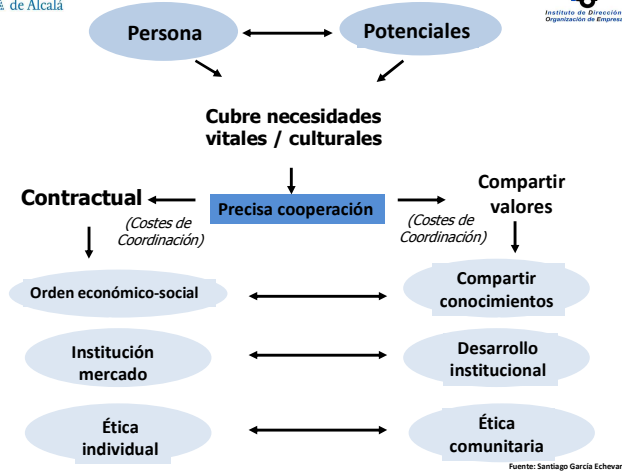 de Alcalá
Instituto de Dirección
Organización de Empresa
Persona
Potenciales
Cubre necesidades
vitales / culturales
Contractual
Precisa cooperación
Compartir
valores
(Costes de
Coordinación)
(Costes de
Coordinación)
Orden económico-social
Compartir
conocimientos
Institución
mercado
Desarrollo
institucional
Ética
individual
Ética
comunitaria
Fuente: Santiago García Echevar